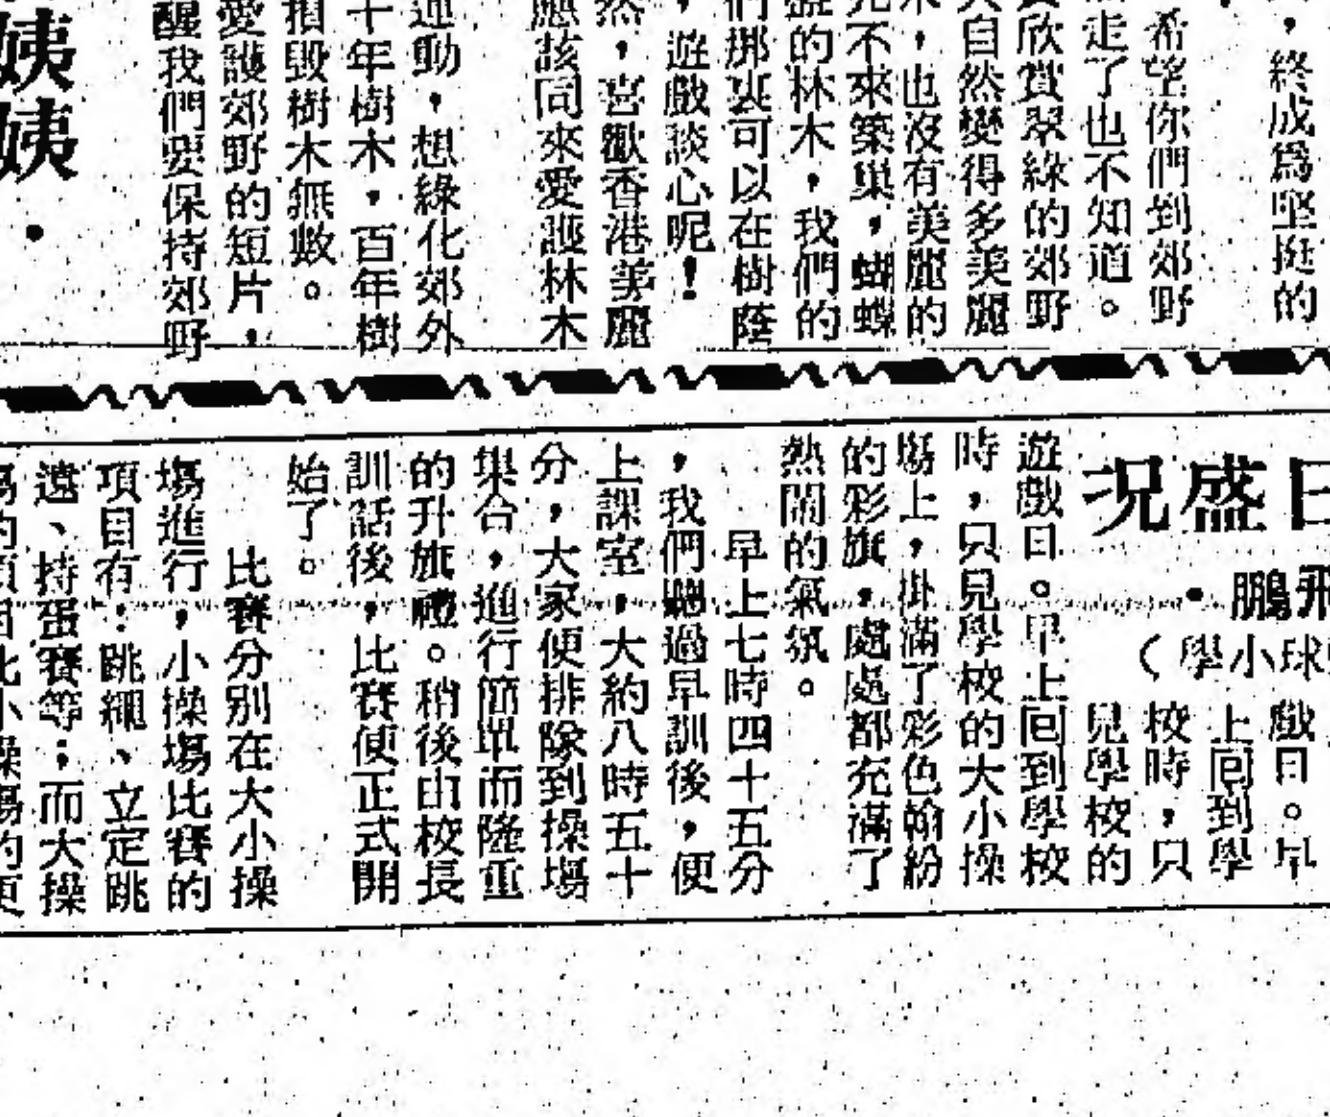 ，終成爲堅挺的
希望你們到郊野
走了也不知道。
欣賞翠綠的郊野
自然變得多美麗
，也沒有美麗的
不來築巢，蝴蝶
的林木，我們的
們那裏可以在樹蔭
，遊戲談心呢！
然，喜歡香港美麗
應該同來愛護林木
運動，想綠化郊外
十年樹木，百年樹
損毀樹木無數。
愛護郊野的短片，
醒我們要保持郊野
姨姨．
日盛況
飛鵬．
球小學）
戲日。早
上回到學
校時，只
見學校的
遊戲日。早上回到學校
時，只見學校的大小操
場上，掛滿了彩色繽紛
的彩旗，處處都充滿了
熱鬧的氣氛。
早上七時四十五分
，我們聽過早訓後，便
上課室，大約八時五十
分，大家便排隊到操場
集合，進行簡單而隆重
的升旗禮。稍後由校長
訓話後，比賽便正式開
始了。
比賽分别在大小操
場進行，小操場比賽的
項目有：跳繩、立定跳
遠、持蛋賽等；而大操
場的項目比小操場的更